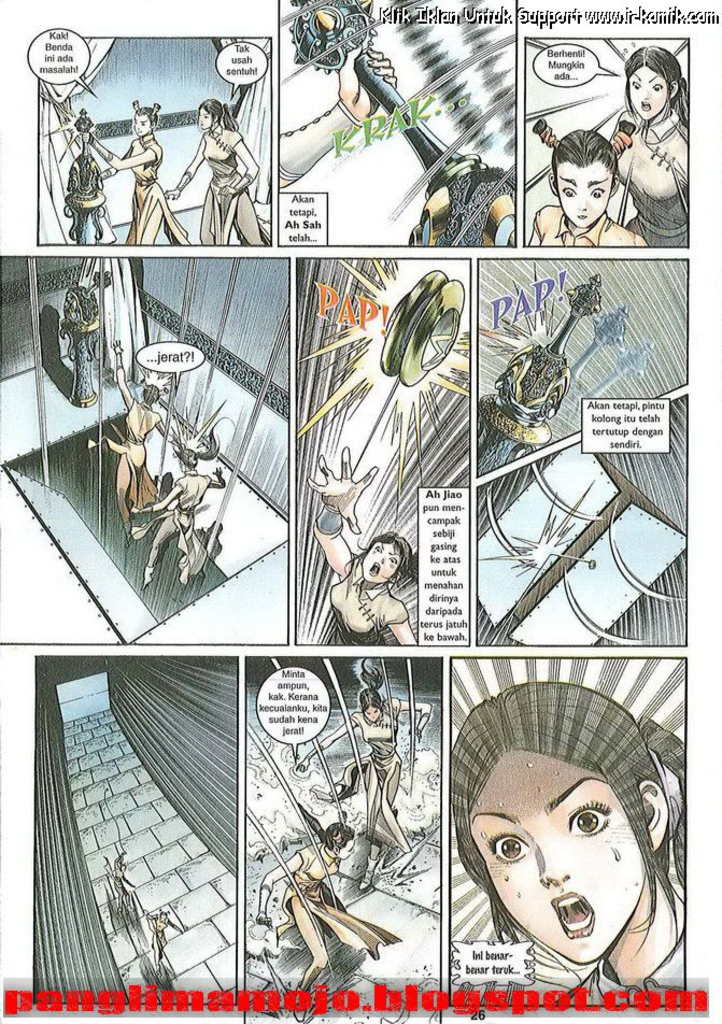 Klik Iklan Untuk Support www.ir-komik.com
Kak!
Benda
ini ada
masalah!
Tak
usah
sentuh!
KRAK...
Akan
tetapi,
Ah Sah
telah...
Berhenti!
Mungkin
ada...
...jerat?!
PAP!
Ah Jiao
pun men-
campak
sebiji
gasing
ke atas
untuk
menahan
dirinya
daripada
terus jatuh
ke bawah.
PAP!
Akan tetapi, pintu
kolong itu telah
tertutup dengan
sendiri.
Minta
ampun,
kak. Kerana
kecuaianku, kita
sudah kena
jerat!
Ini benar-
benar teruk...
panglimamojo.blogspot.com
26